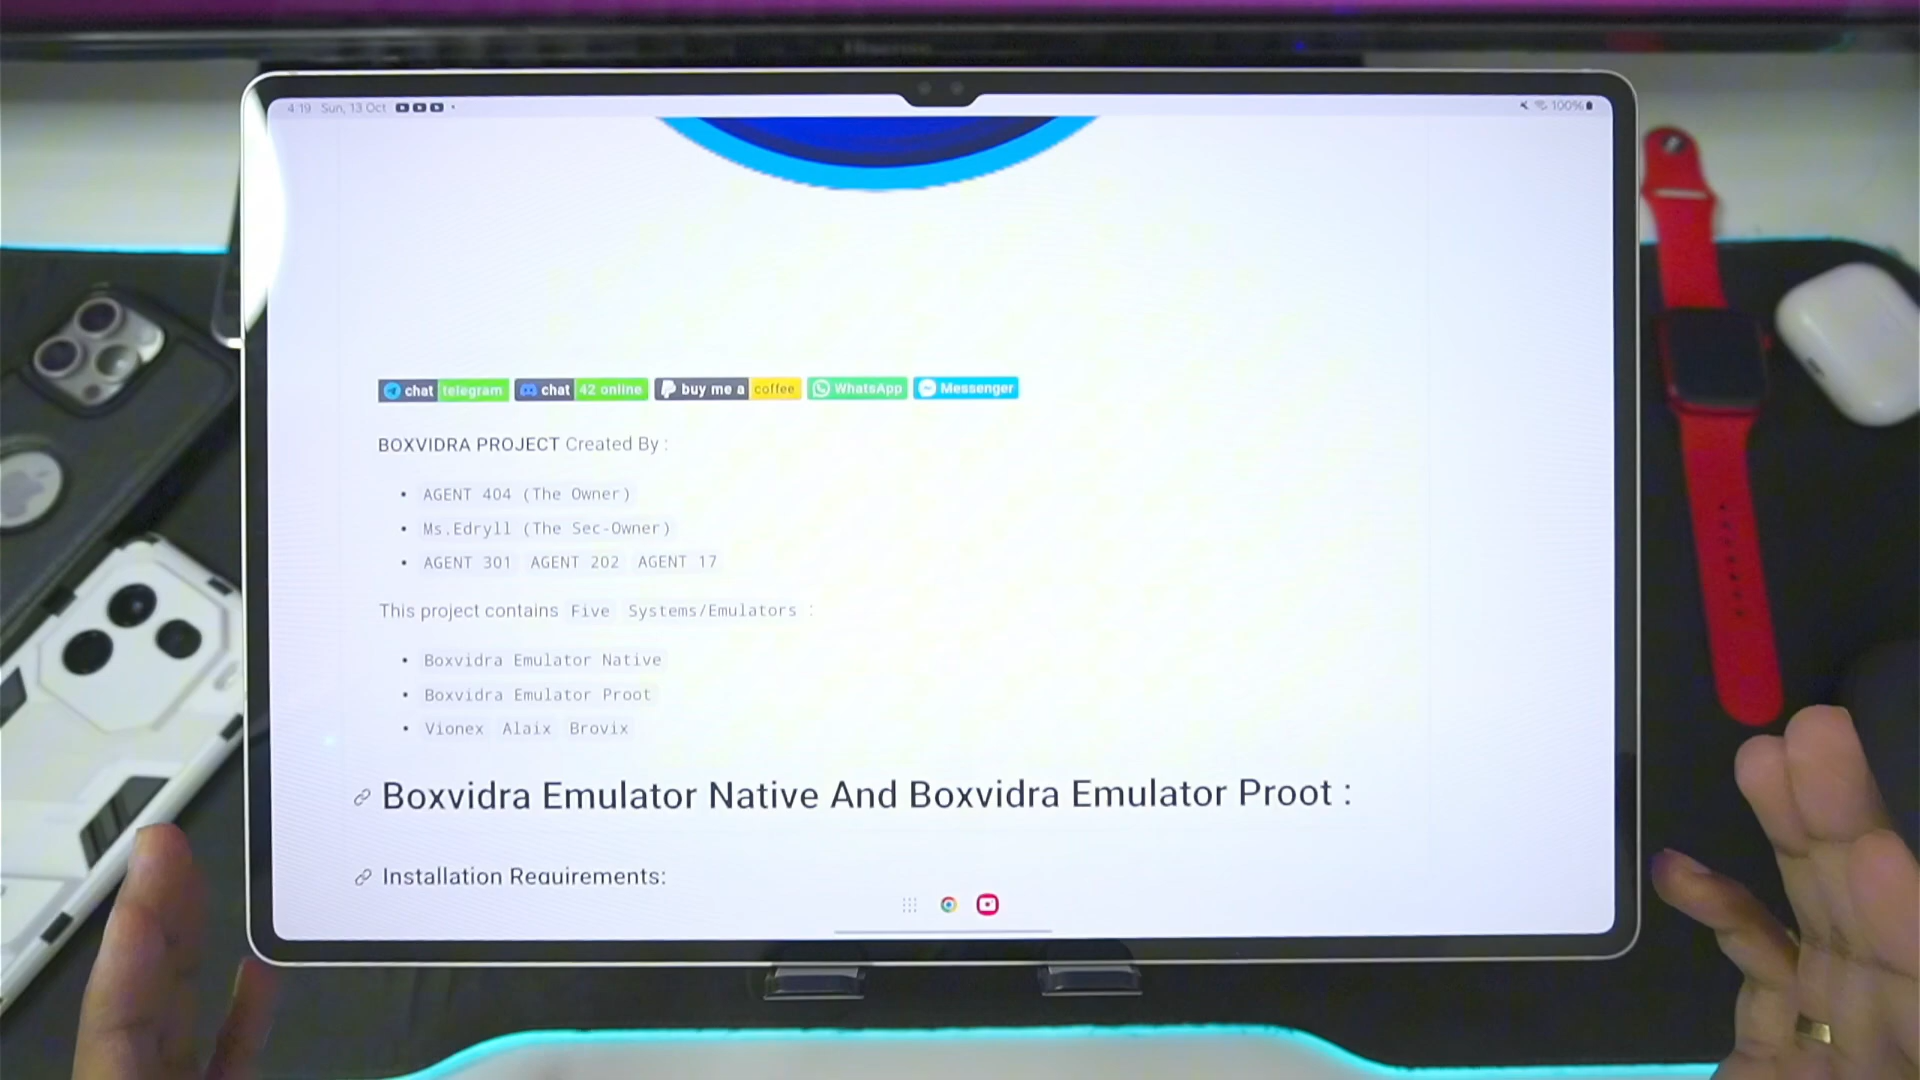 4:19 Sun, 13 Oct
100%
chat telegram chat 42 online buy me a coffee WhatsApp Messenger
BOXVIDRA PROJECT Created By :
• AGENT 404 (The Owner)
• Ms.Edryll (The Sec-Owner)
• AGENT 301 AGENT 202 AGENT 17
This project contains Five Systems/Emulators :
• Boxvidra Emulator Native
• Boxvidra Emulator Proot
• Vionex Alaix Brovix
Boxvidra Emulator Native And Boxvidra Emulator Proot :
Installation Requirements: